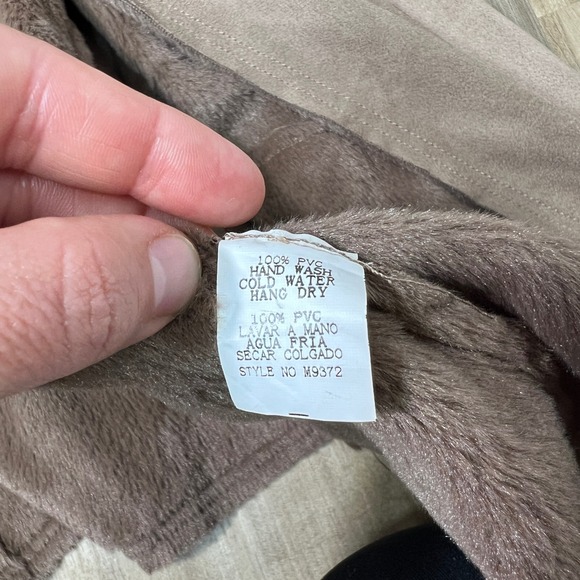 100% PVC
HAND WASH
COLD WATER
HANG DRY
100% PVC
LAVAR A MANO
AGUA FRIA
SECAR COLGADO
STYLE NO M9372